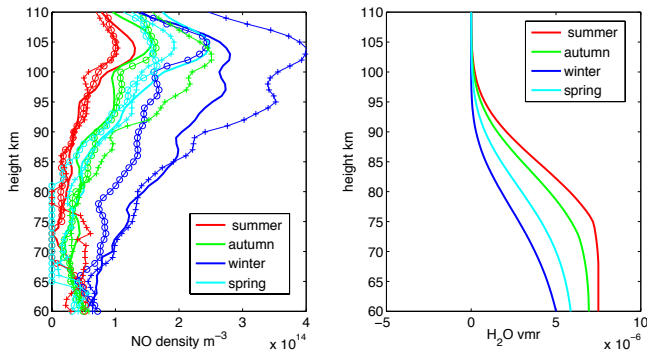 110
105
100
95
90
85
80
75
70
65
60
height km
0
1
2
3
4
NO density m⁻³
x 10¹⁴
summer
autumn
winter
spring
110
105
100
95
90
85
80
75
70
65
60
height km
−5
0
5
10
H₂O vmr
x 10⁻⁶
summer
autumn
winter
spring